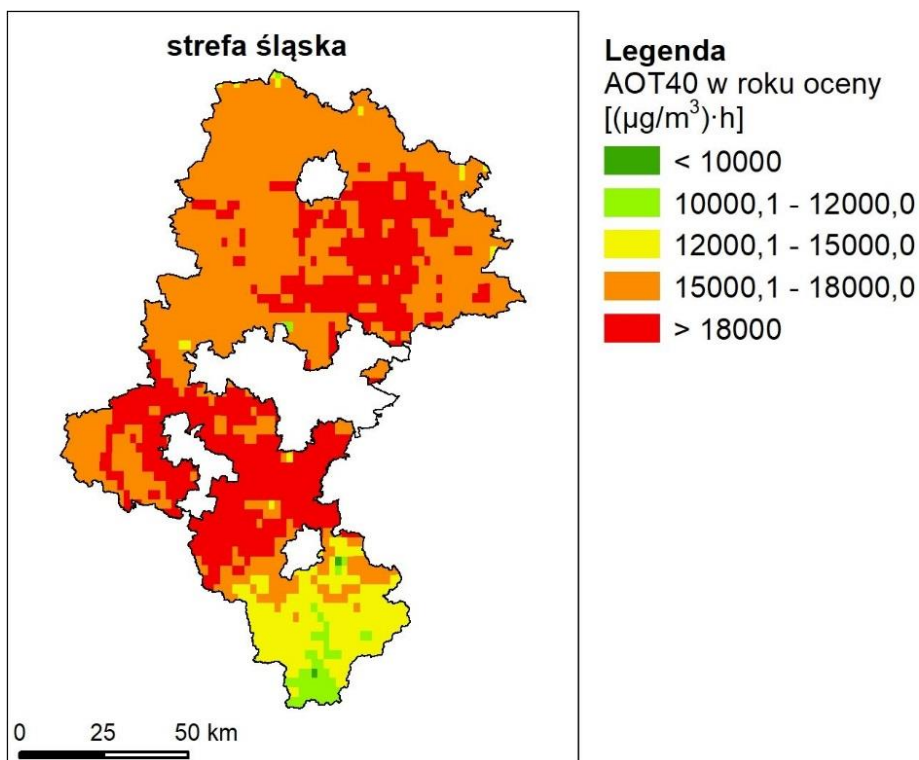 strefa śląska
0 25 50 km
Legenda
AOT40 w roku oceny
[(µg/m³)·h]
< 10000
10000,1 - 12000,0
12000,1 - 15000,0
15000,1 - 18000,0
> 18000